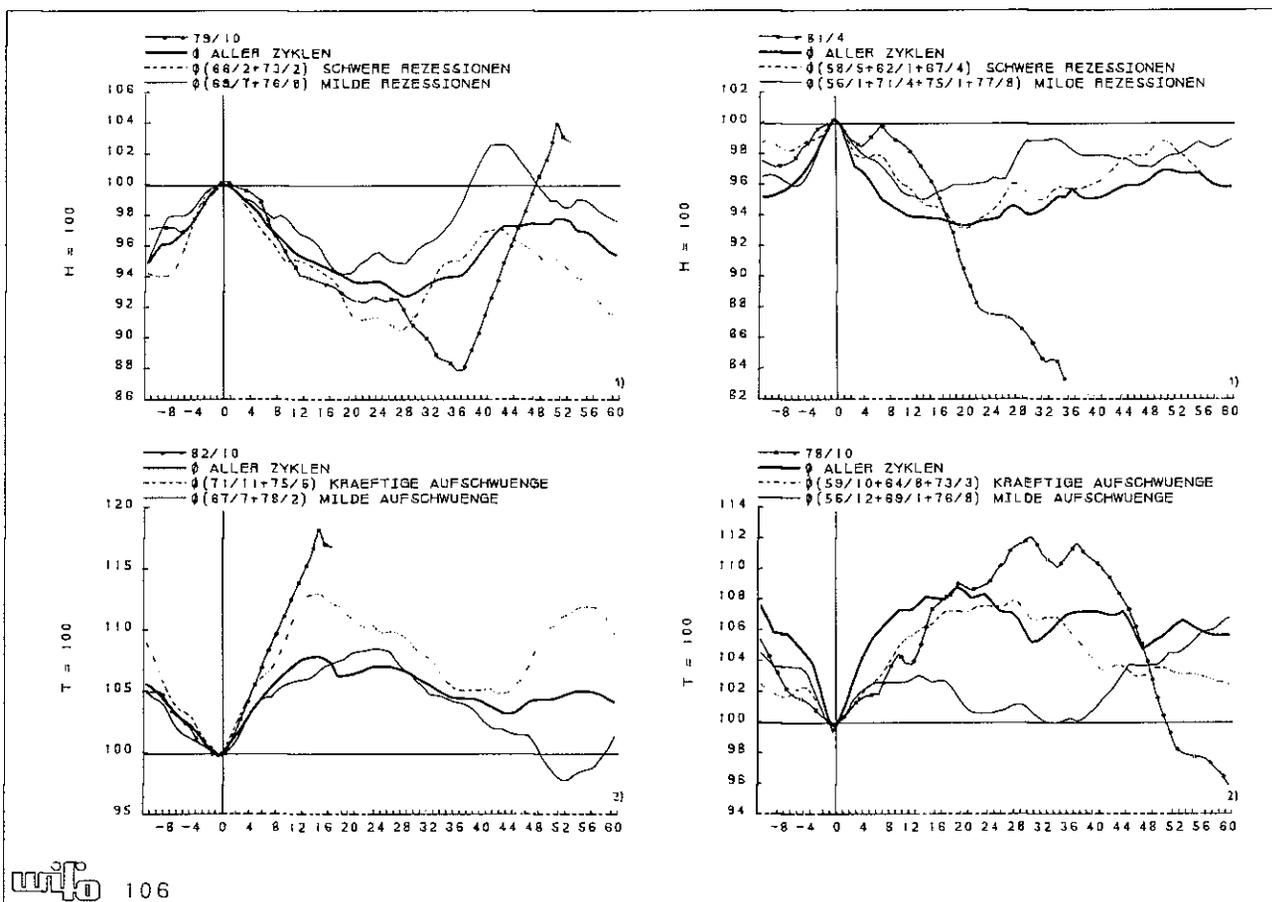 79/10
ϕ ALLER ZYKLEN
ϕ(66/2+73/2) SCHWERE REZESSIONEN
ϕ(69/7+76/8) MILDE REZESSIONEN
106
104
102
100
98
96
94
92
90
88
86
H = 100
1)
-8 -4 0 4 8 12 16 20 24 28 32 36 40 44 48 52 56 60
81/4
ϕ ALLER ZYKLEN
ϕ(58/5+62/1+67/4) SCHWERE REZESSIONEN
ϕ(56/1+71/4+75/1+77/8) MILDE REZESSIONEN
102
100
98
96
94
92
90
88
86
84
82
H = 100
1)
-8 -4 0 4 8 12 16 20 24 28 32 36 40 44 48 52 56 60
82/10
ϕ ALLER ZYKLEN
ϕ(71/11+75/6) KRAEFTIGE AUFSCHWUENGE
ϕ(67/7+78/2) MILDE AUFSCHWUENGE
120
115
110
105
100
95
T = 100
2)
-8 -4 0 4 8 12 16 20 24 28 32 36 40 44 48 52 56 60
78/10
ϕ ALLER ZYKLEN
ϕ(59/10+64/8+73/3) KRAEFTIGE AUFSCHWUENGE
ϕ(56/12+69/1+76/8) MILDE AUFSCHWUENGE
114
112
110
108
106
104
102
100
98
96
94
T = 100
2)
-8 -4 0 4 8 12 16 20 24 28 32 36 40 44 48 52 56 60
wifo 106